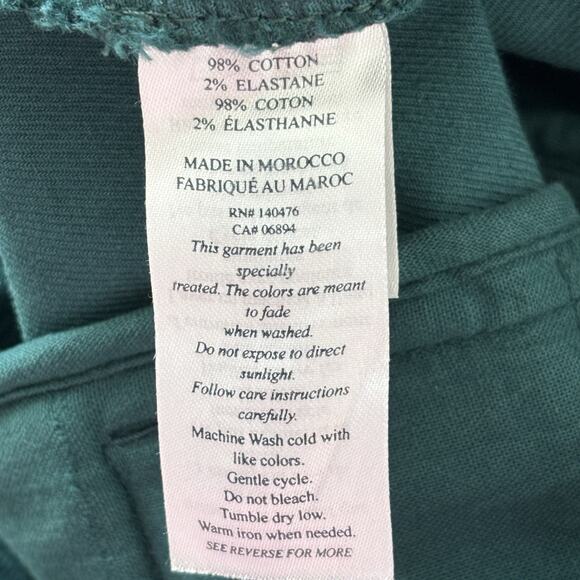 98% COTTON
2% ELASTANE
98% COTON
2% ÉLASTHANNE
MADE IN MOROCCO
FABRIQUÉ AU MAROC
RN# 140476
CA# 06894
This garment has been
specially
treated. The colors are meant
to fade
when washed.
Do not expose to direct
sunlight.
Follow care instructions
carefully.
Machine Wash cold with
like colors.
Gentle cycle.
Do not bleach.
Tumble dry low.
Warm iron when needed.
SEE REVERSE FOR MORE